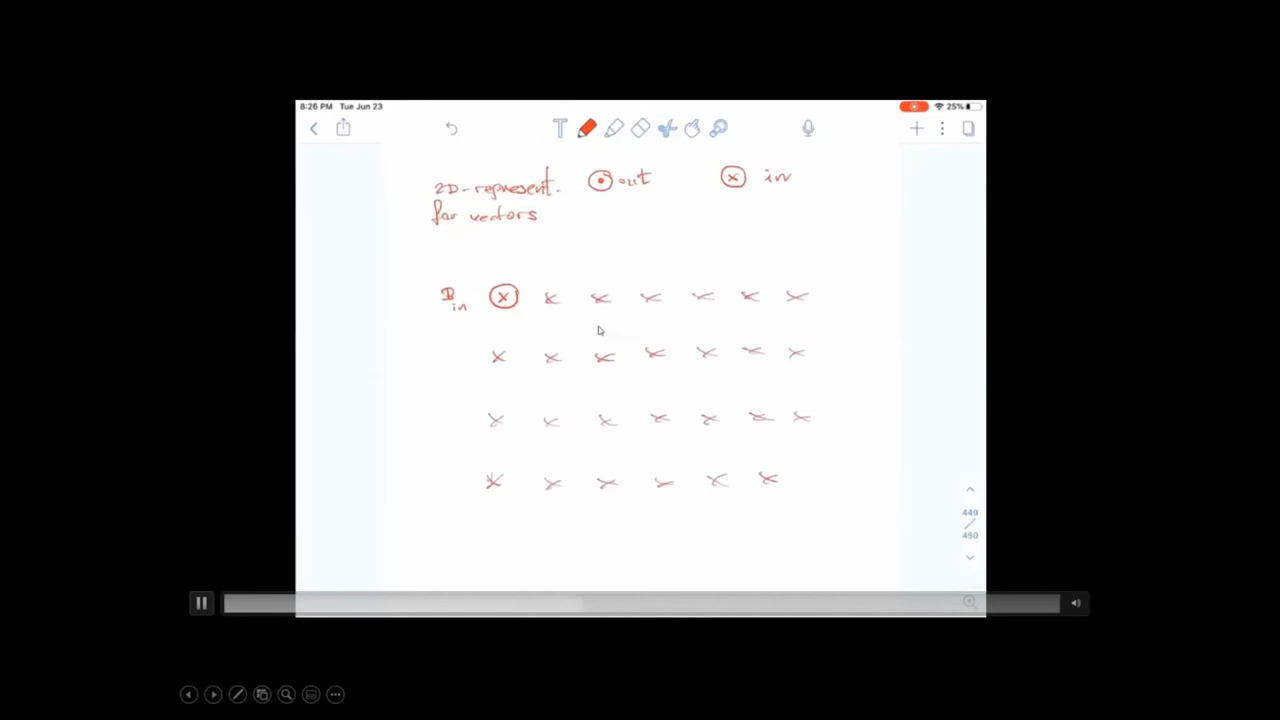 8:26 PM Tue Jun 23
25%
2D-represent. out x in
for vectors
B x x x x x x x
in
x x x x x x x
x x x x x x x
x x x x x x
449
/
450